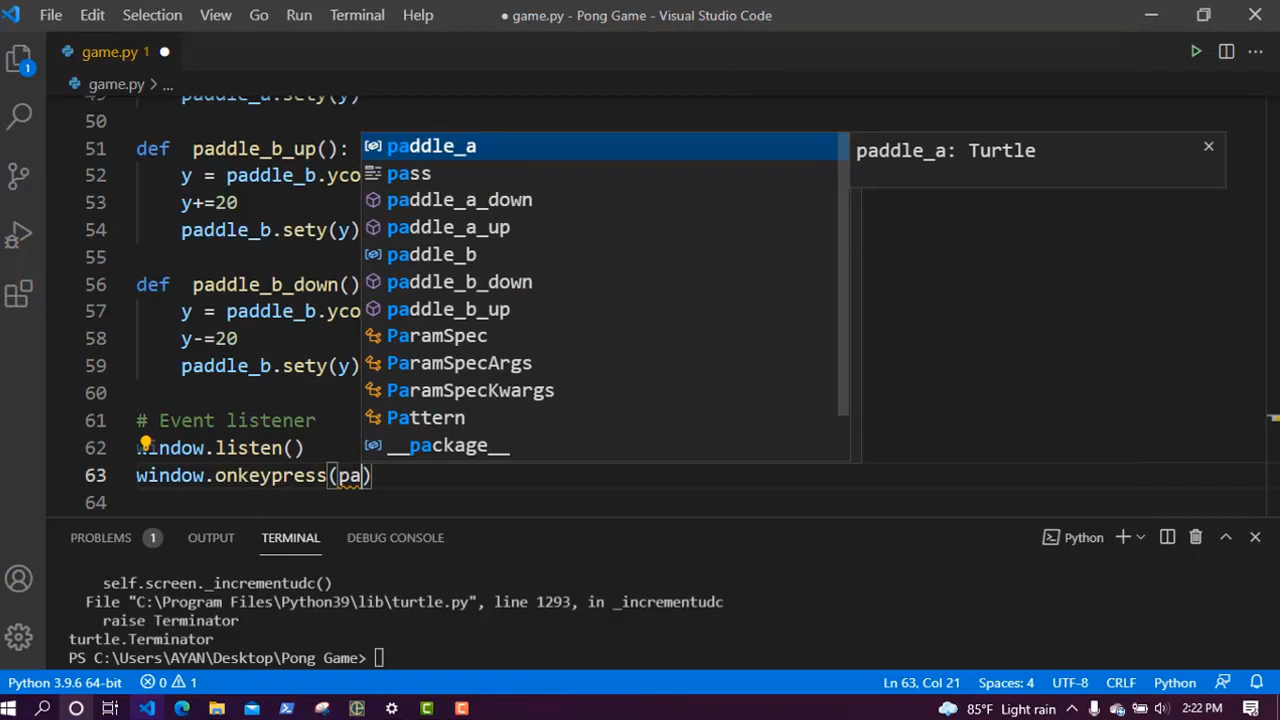 File Edit Selection View Go Run Terminal Help ● game.py - Pong Game - Visual Studio Code
game.py 1
game.py > ...
49 paddle_a.sety(y)
50
51 def paddle_b_up():
52 y = paddle_b.yco
53 y+=20
54 paddle_b.sety(y)
55
56 def paddle_b_down()
57 y = paddle_b.yco
58 y-=20
59 paddle_b.sety(y)
60
61 # Event listener
62 window.listen()
63 window.onkeypress(pa)
64
paddle_a
pass
paddle_a_down
paddle_a_up
paddle_b
paddle_b_down
paddle_b_up
ParamSpec
ParamSpecArgs
ParamSpecKwargs
Pattern
__package__
paddle_a: Turtle
PROBLEMS 1 OUTPUT TERMINAL DEBUG CONSOLE Python
self.screen._incrementudc()
File "C:\Program Files\Python39\lib\turtle.py", line 1293, in _incrementudc
raise Terminator
turtle.Terminator
PS C:\Users\AYAN\Desktop\Pong Game>
Python 3.9.6 64-bit 0 1 Ln 63, Col 21 Spaces: 4 UTF-8 CRLF Python
85°F Light rain 2:22 PM